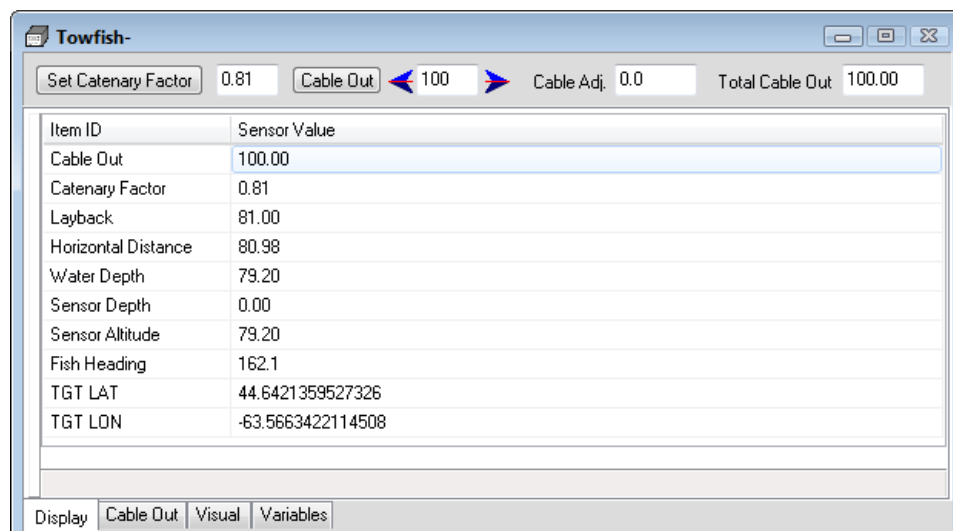 Towfish-
Set Catenary Factor 0.81 Cable Out 100 Cable Adj. 0.0 Total Cable Out 100.00
Item ID Sensor Value
Cable Out 100.00
Catenary Factor 0.81
Layback 81.00
Horizontal Distance 80.98
Water Depth 79.20
Sensor Depth 0.00
Sensor Altitude 79.20
Fish Heading 162.1
TGT LAT 44.6421359527326
TGT LON -63.5663422114508
Display Cable Out Visual Variables